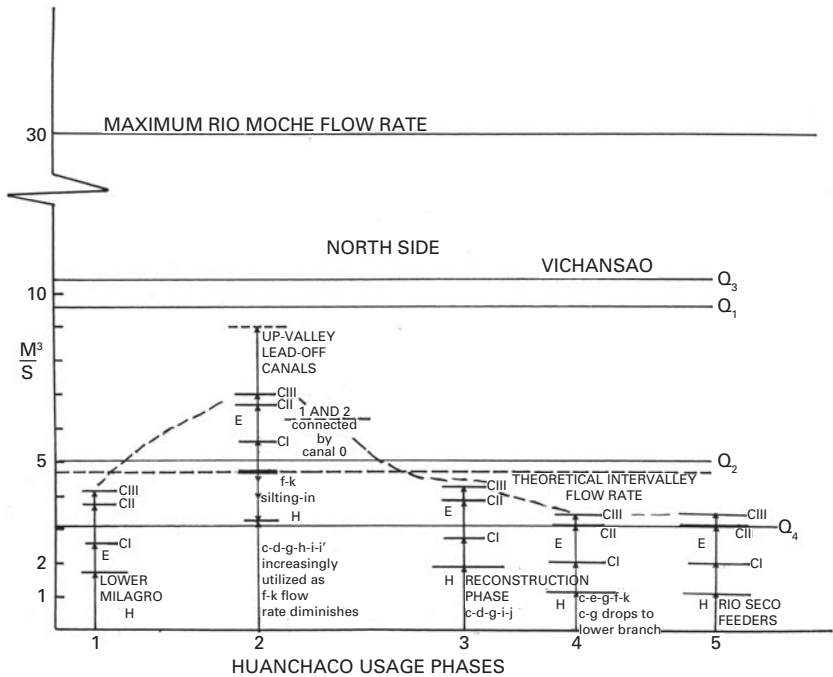 30
MAXIMUM RIO MOCHE FLOW RATE
NORTH SIDE
VICHANSAO
Q3
10
Q1
M³
S
UP-VALLEY
LEAD-OFF
CANALS
CIII
CII
E
1 AND 2
connected
by
canal 0
CI
5
Q2
f-k
silting-in
H
THEORETICAL INTERVALLEY
FLOW RATE
CIII
CII
CI
E
LOWER
MILAGRO
H
c-d-g-h-i-i'
increasingly
utilized as
f-k flow
rate diminishes
CIII
CII
E
CI
H
RECONSTRUCTION
PHASE
c-d-g-i-j
CIII
CII
E
CI
H
c-e-g-f-k
c-g drops to
lower branch
CIII
CII
Q4
E
CI
H
RIO SECO
FEEDERS
2
1
1
2
3
4
5
HUANCHACO USAGE PHASES